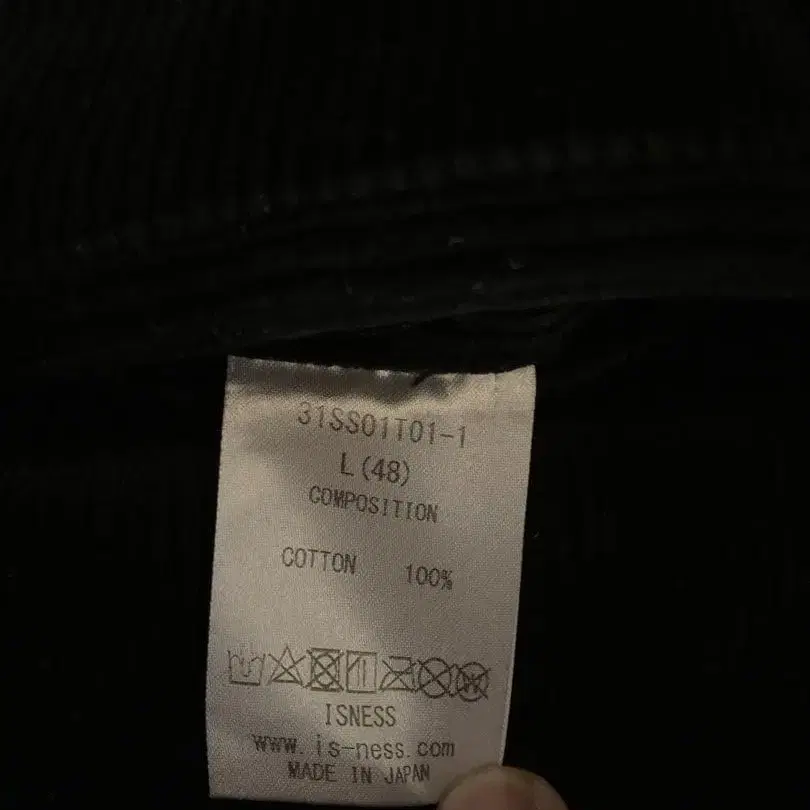 31SS01T01-1
L(48)
COMPOSITION
COTTON 100%
ISNESS
www.is-ness.com
MADE IN JAPAN